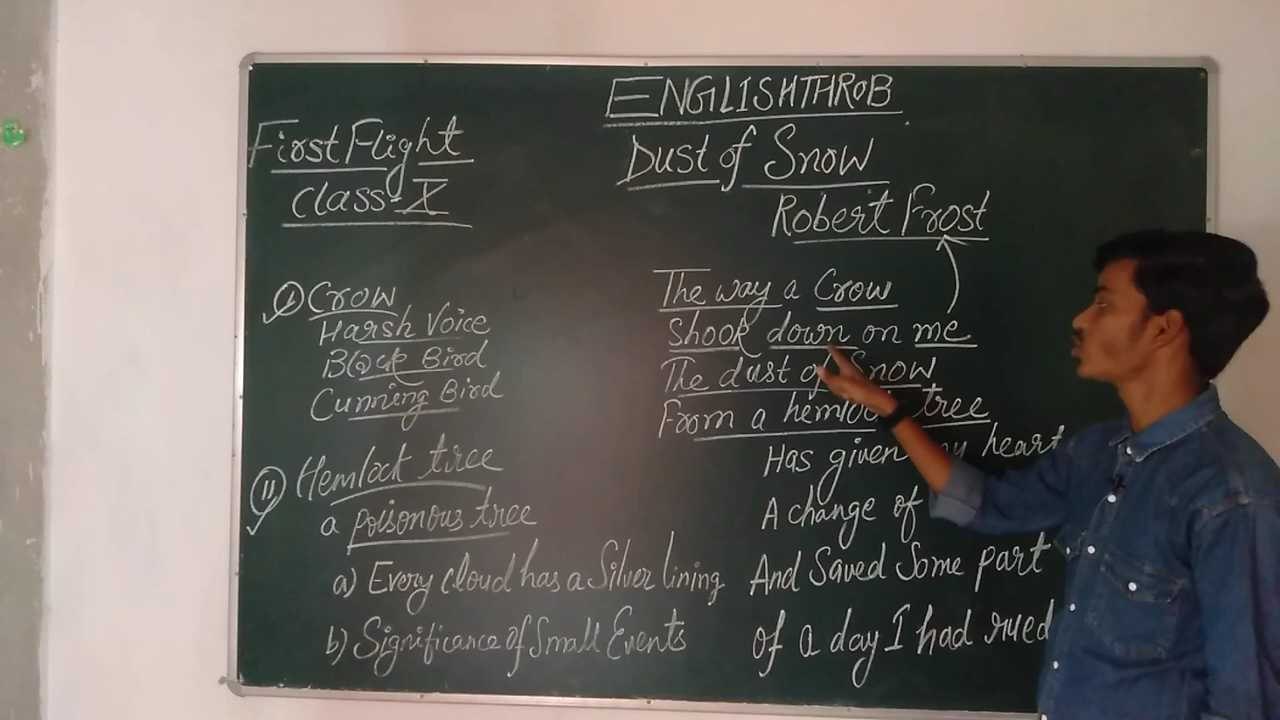 ENGLISHTHROB
First Flight
Class-X
Dust of Snow
Robert Frost
I Crow
Harsh Voice
Black Bird
Cunning Bird
II Hemlock tree
a poisonous tree
a) Every cloud has a Silver lining
b) Significance of Small Events
The way a Crow
Shook down on me
The dust of Snow
From a hemlock tree
Has given my heart
A change of
And Saved Some part
of a day I had rued